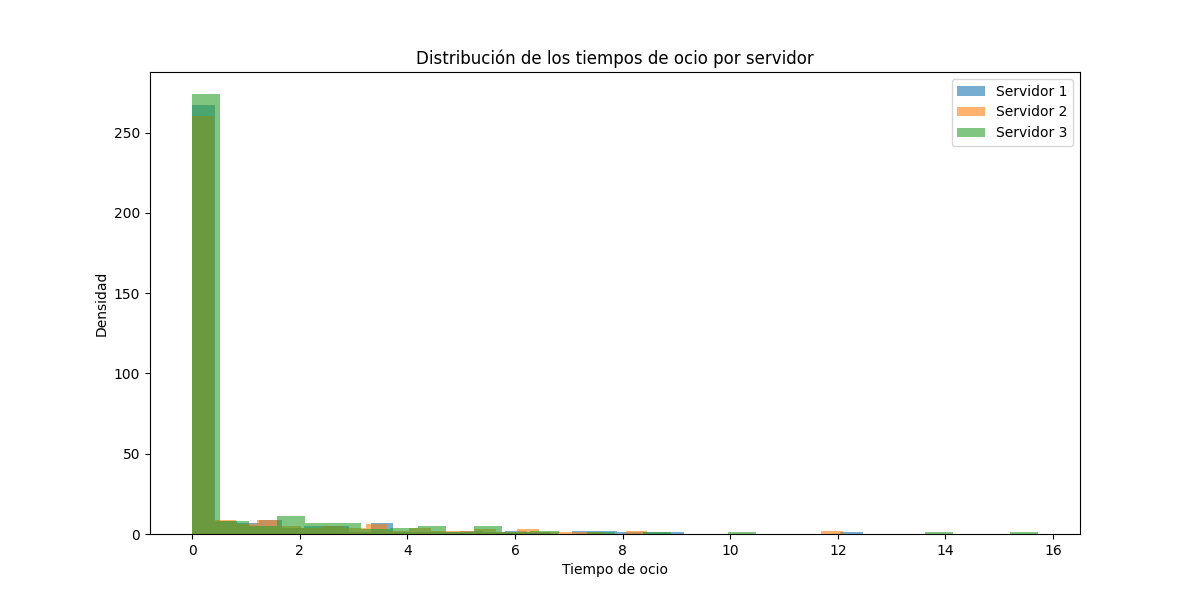 Distribución de los tiempos de ocio por servidor
Servidor 1
Servidor 2
Servidor 3
Densidad
250
200
150
100
50
0
0 2 4 6 8 10 12 14 16
Tiempo de ocio